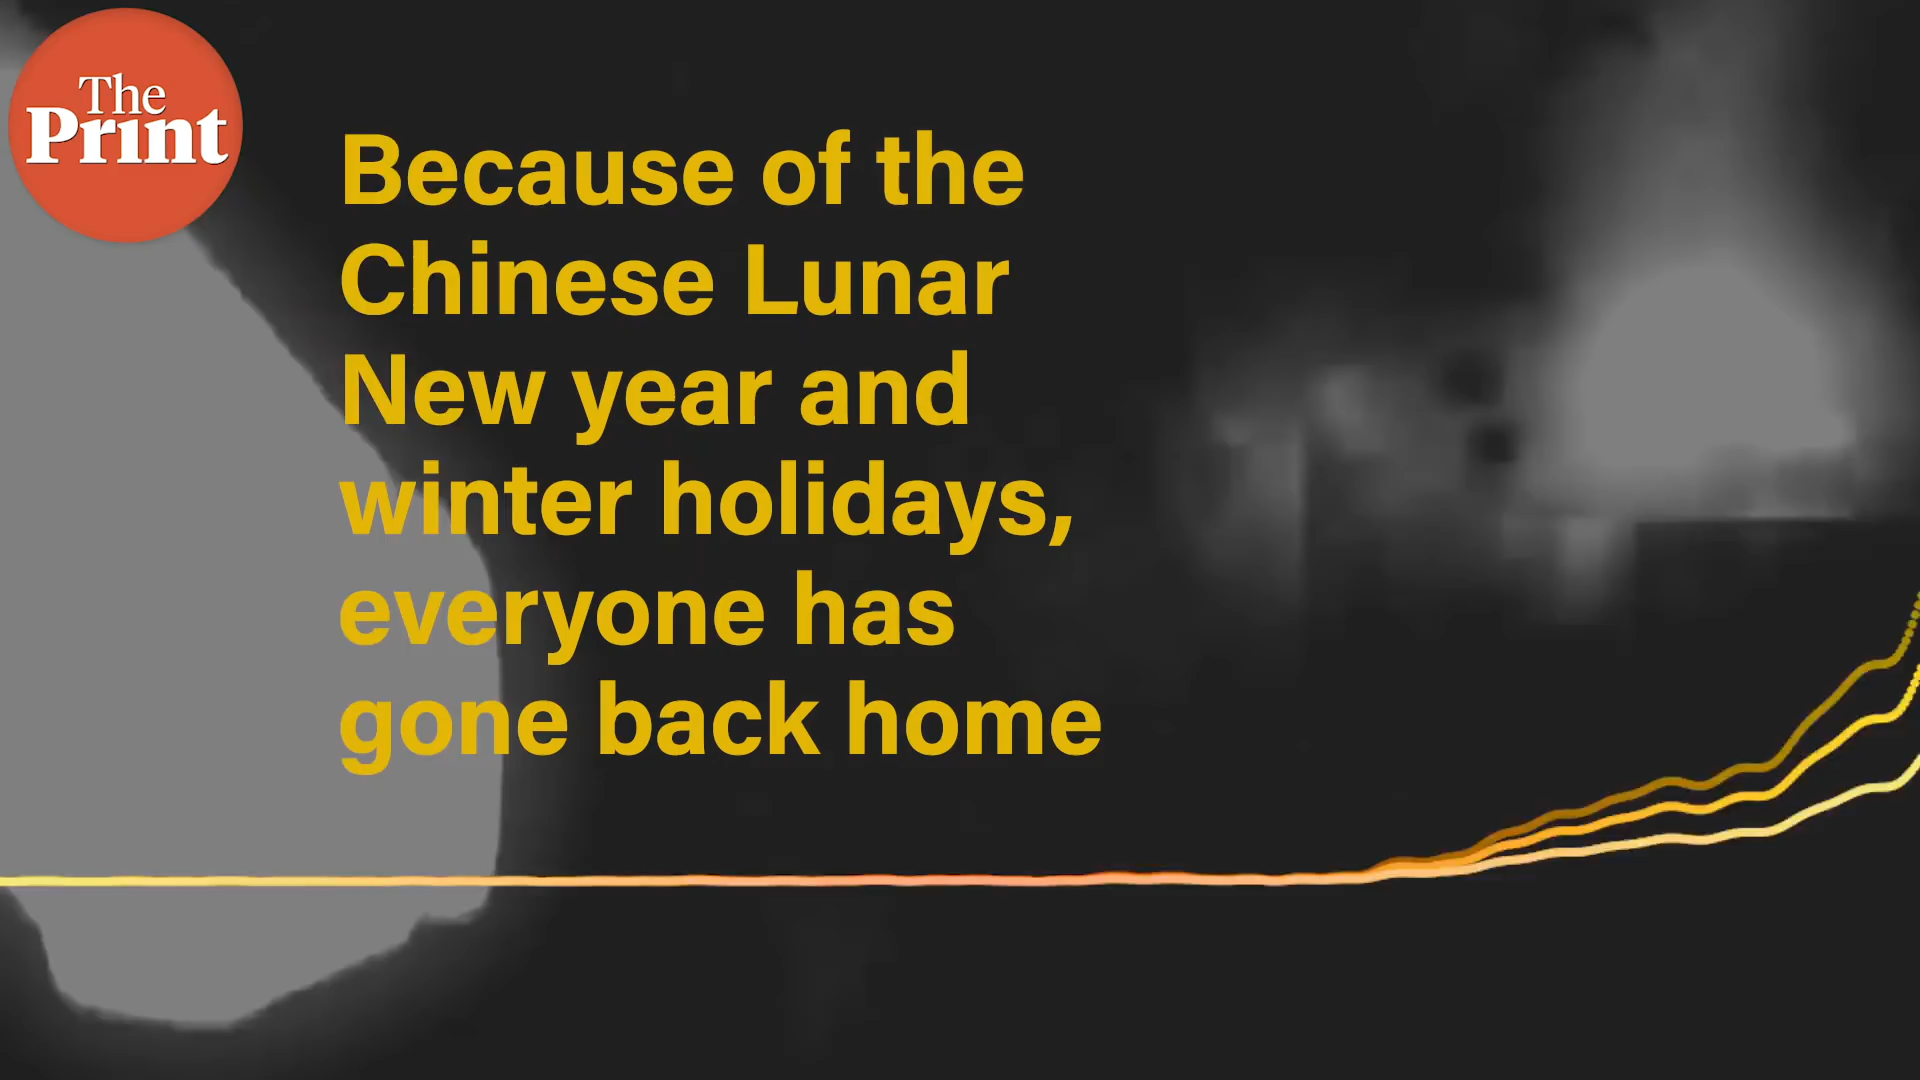 The
Print
Because of the
Chinese Lunar
New year and
winter holidays,
everyone has
gone back home